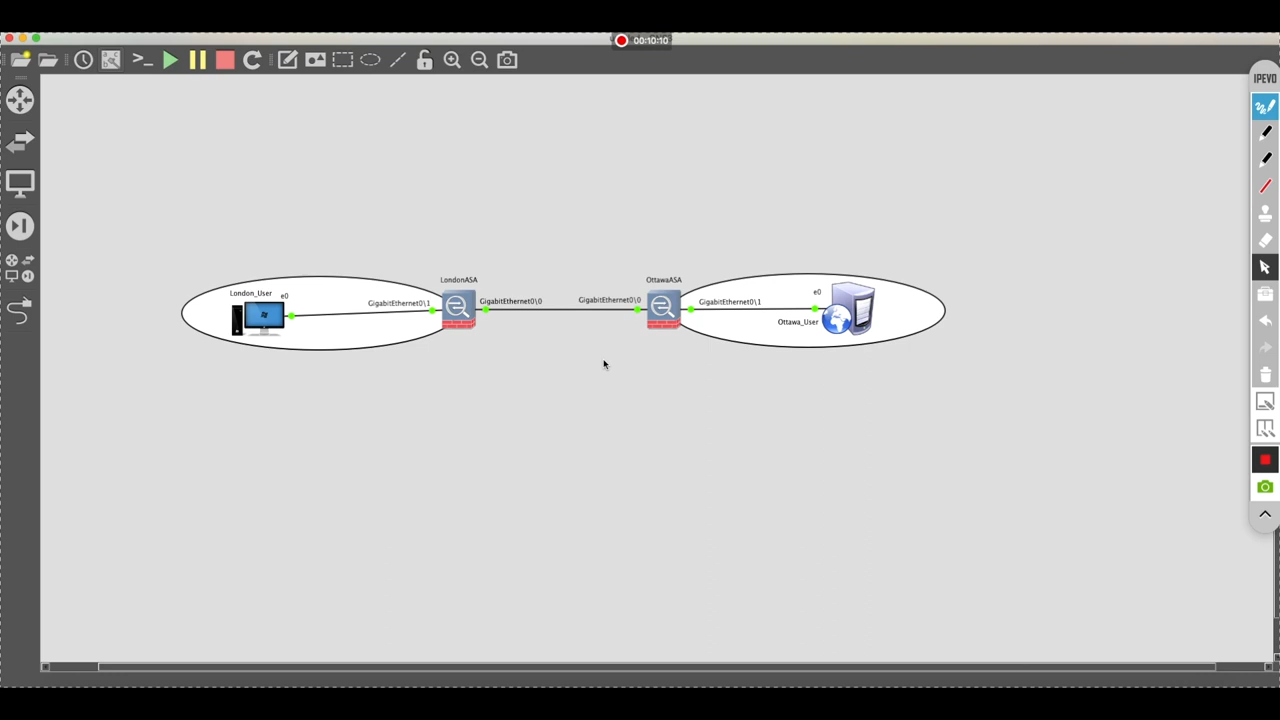 00:10:10
IPEVO
LondonASA
OttawaASA
London_User
e0
GigabitEthernet0\1
GigabitEthernet0\0
GigabitEthernet0\0
GigabitEthernet0\1
e0
Ottawa_User